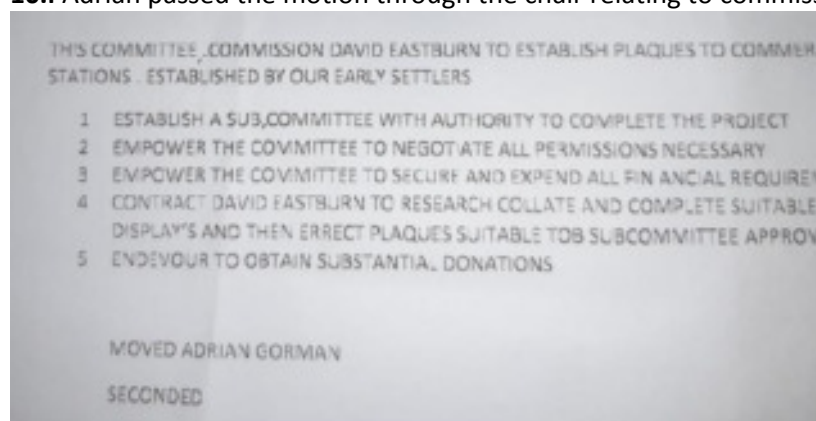 Adrian passed the motion through the chair relating to
THIS COMMITTEE, COMMISSION DAVID EASTBURN TO ESTABLISH PLAQUES TO
STATIONS . ESTABLISHED BY OUR EARLY SETTLERS
1 ESTABLISH A SUB,COMMITTEE WITH AUTHORITY TO COMPLETE THE PROJECT
2 EMPOWER THE COMMITTEE TO NEGOTIATE ALL PERMISSIONS NECESSARY
3 EMPOWER THE COMMITTEE TO SECURE AND EXPEND ALL FIN ANCIAL
4 CONTRACT DAVID EASTBURN TO RESEARCH COLLATE AND COMPLETE SUITABLE
DISPLAY'S AND THEN ERRECT PLAQUES SUITABLE TOB SUBCOMMITTEE
5 ENDEVOUR TO OBTAIN SUBSTANTIAL DONATIONS
MOVED ADRIAN GORMAN
SECONDED